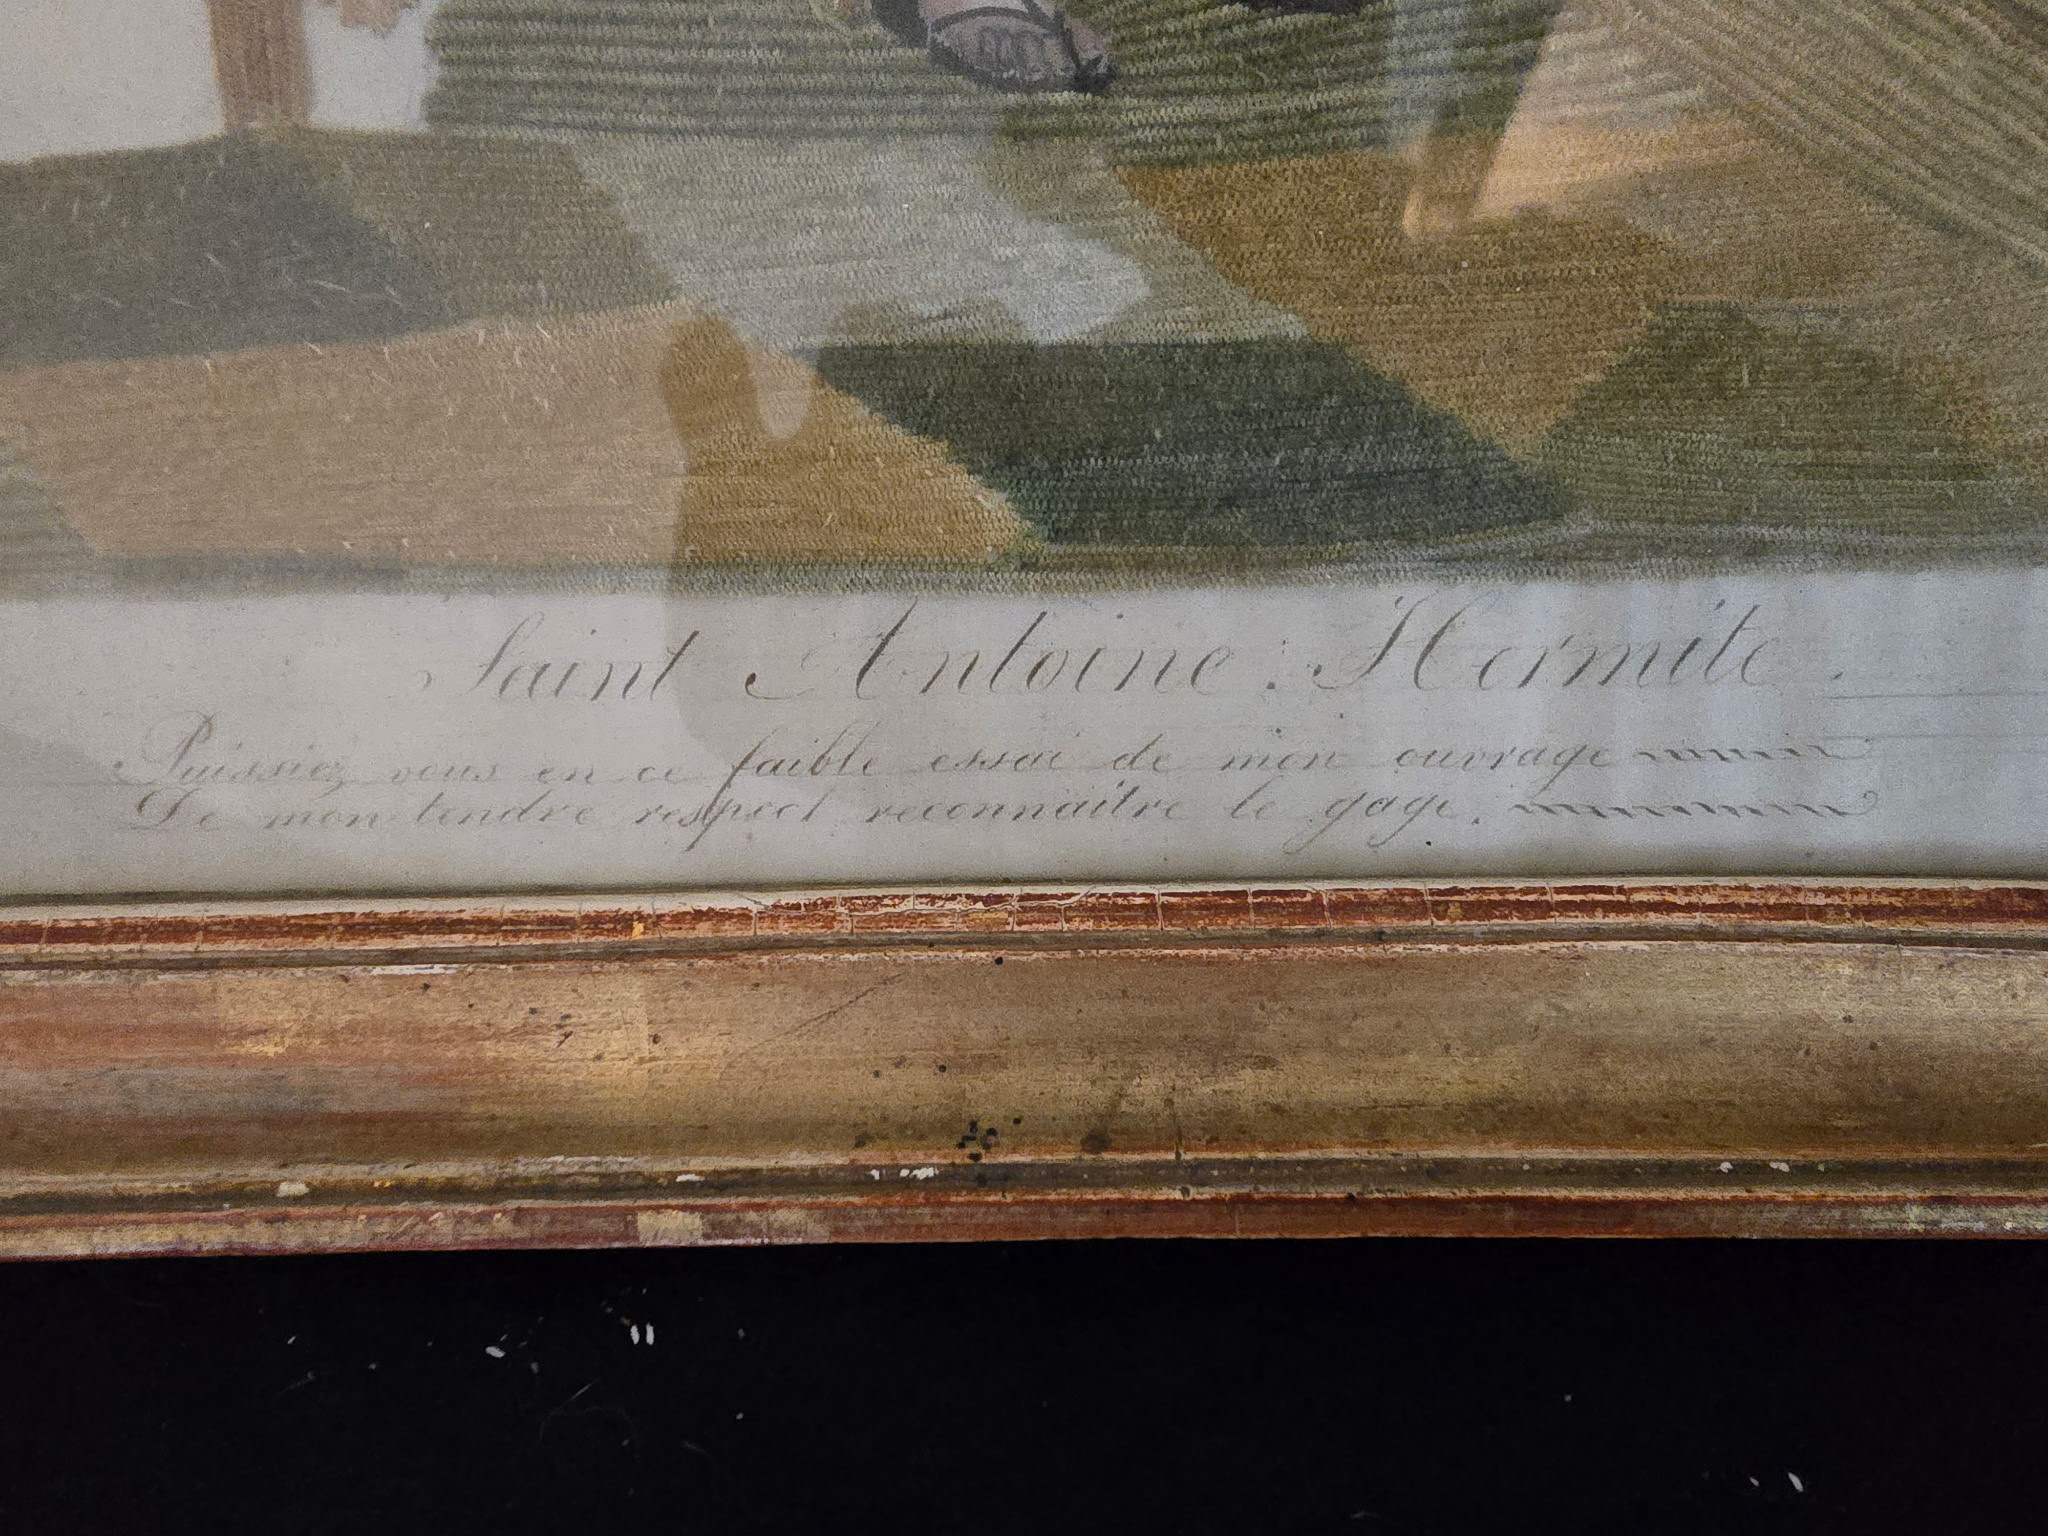 Saint Antoine. Hermite.
Puissiez vous en ce faible essai de mon ouvrage
De mon tendre respect reconnaître le gage.